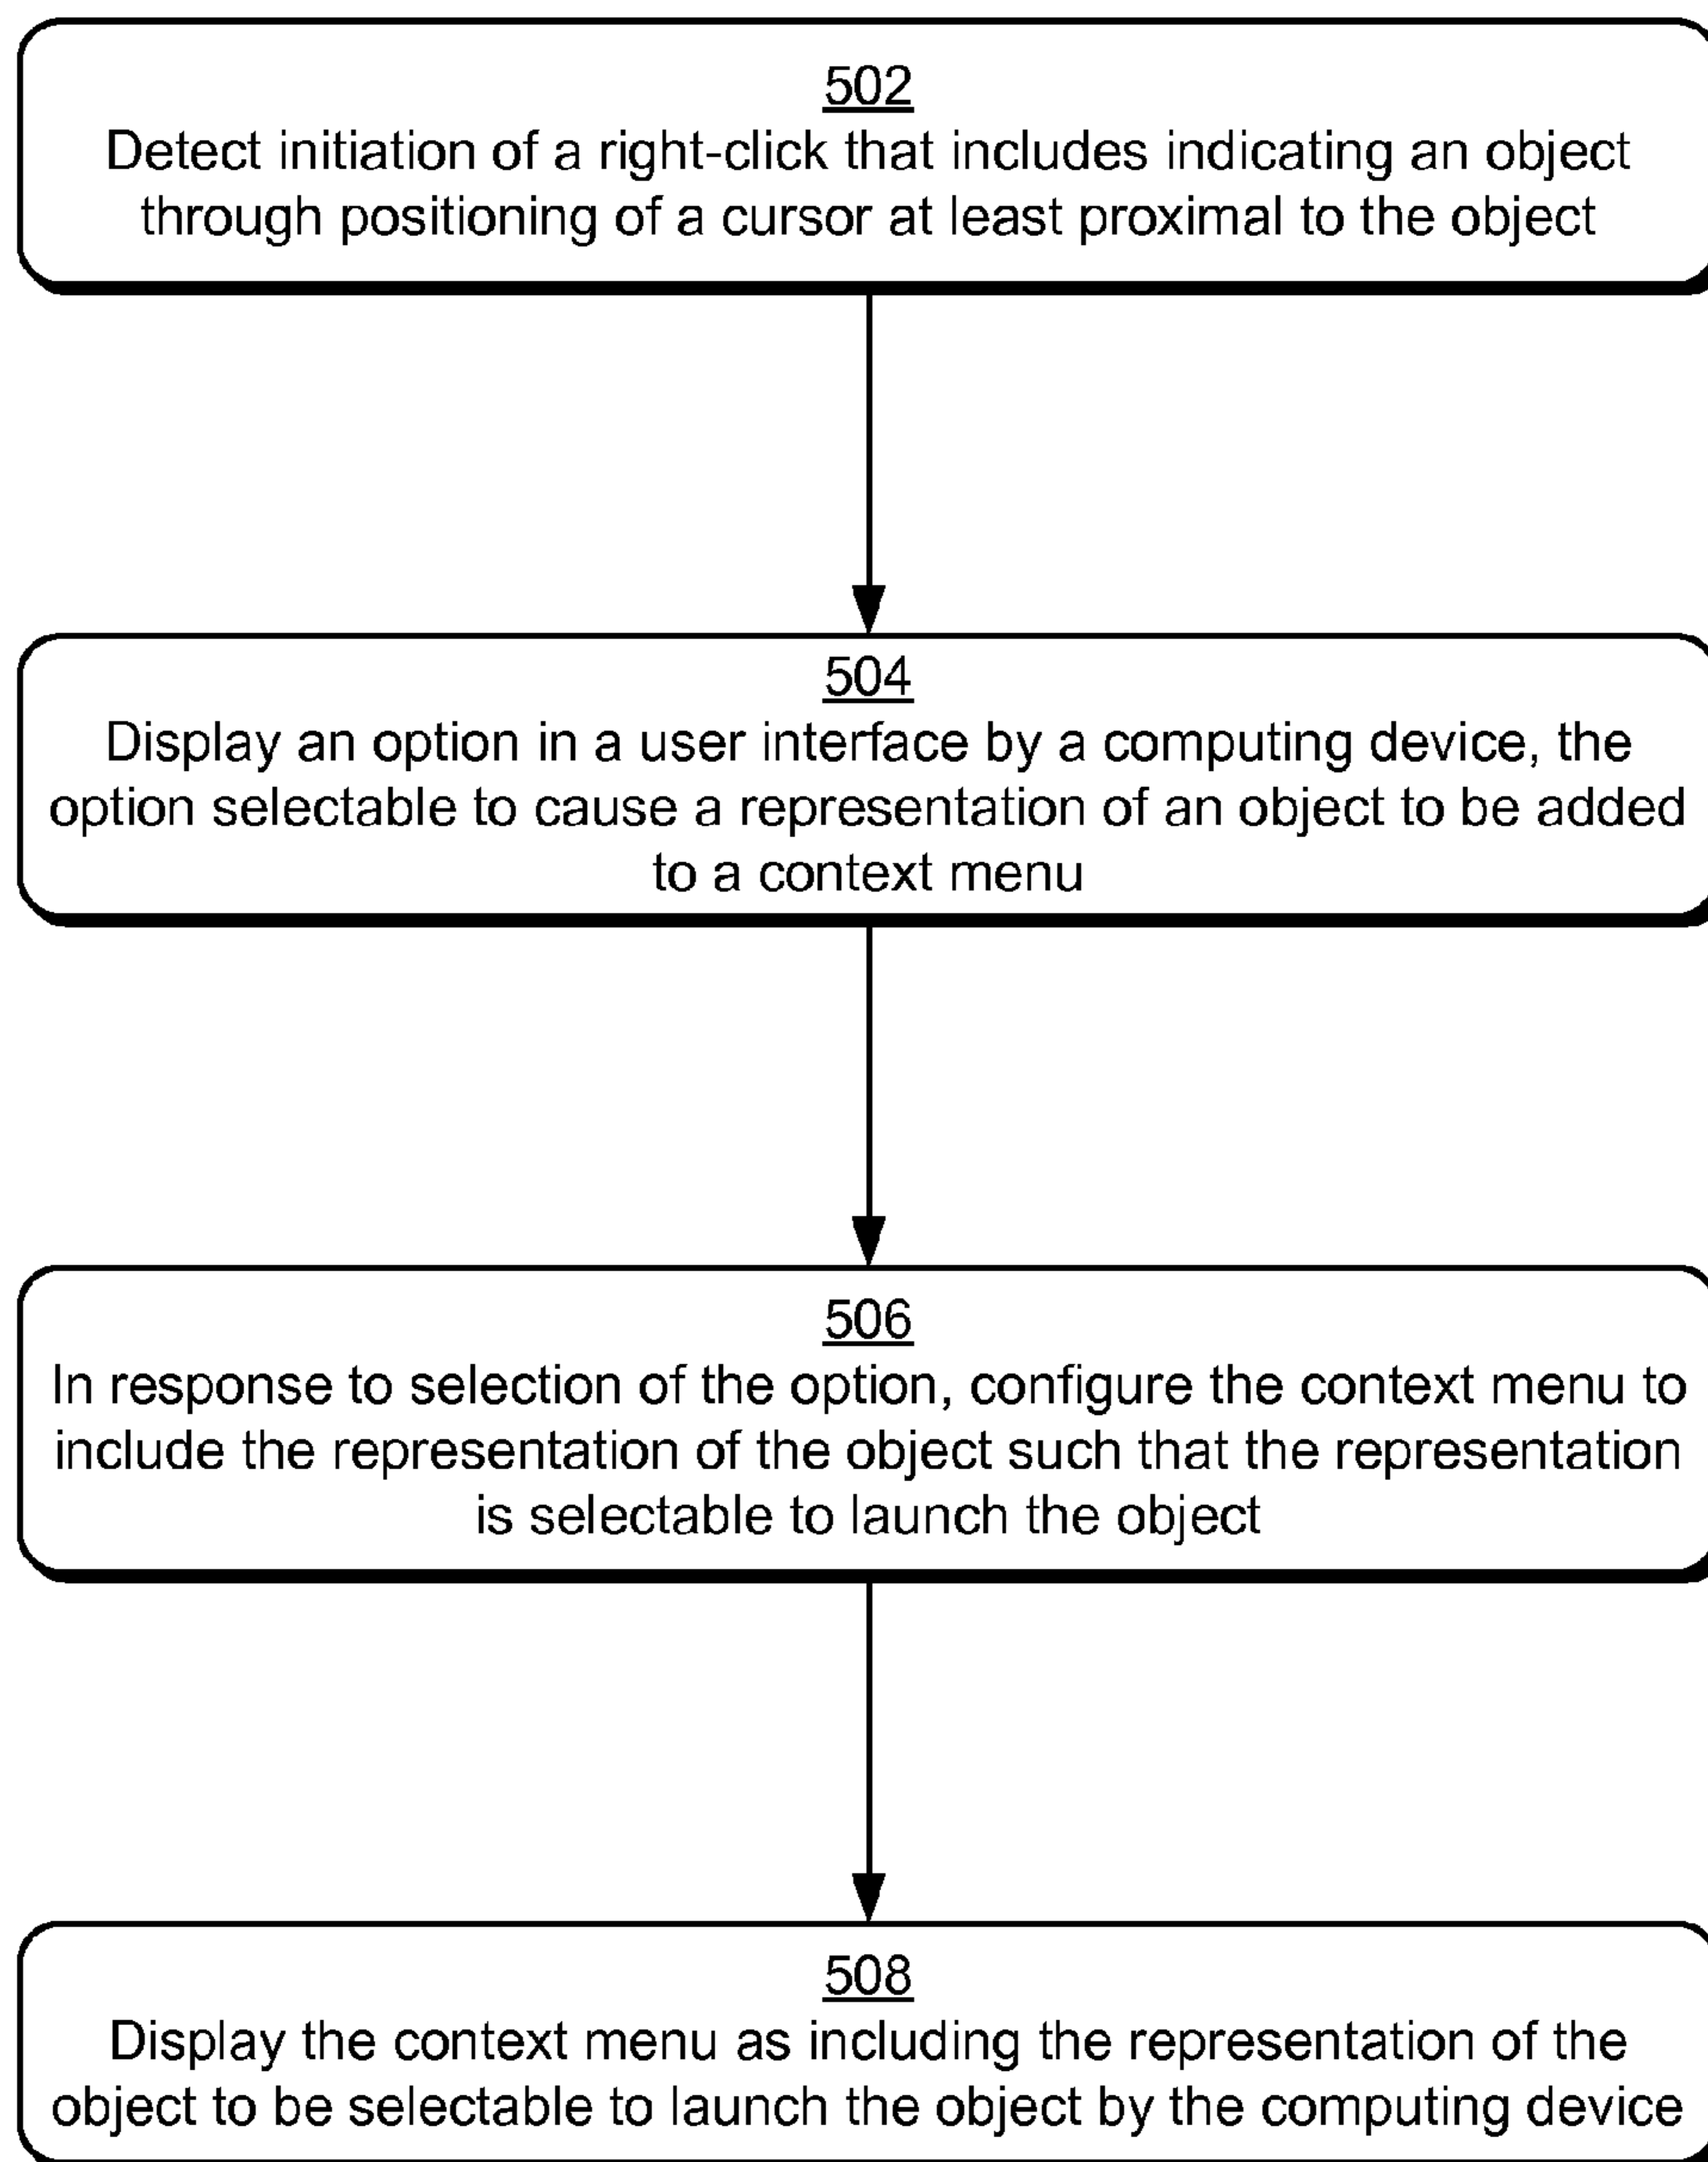 502
Detect initiation of a right-click that includes indicating an object
through positioning of a cursor at least proximal to the object
504
Display an option in a user interface by a computing device, the
option selectable to cause a representation of an object to be added
to a context menu
506
In response to selection of the option, configure the context menu to
include the representation of the object such that the representation
is selectable to launch the object
508
Display the context menu as including the representation of the
object to be selectable to launch the object by the computing device